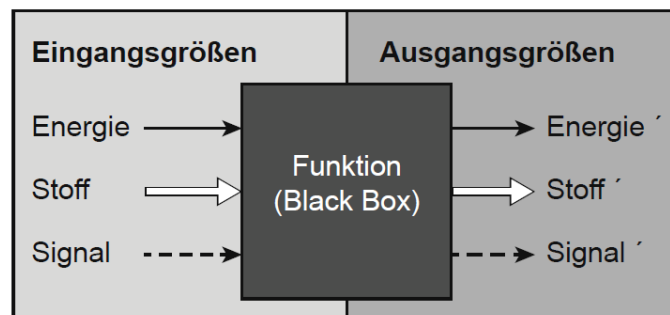 Eingangsgrößen
Ausgangsgrößen
Energie
Stoff
Signal
Funktion
(Black Box)
Energie ´
Stoff ´
Signal ´